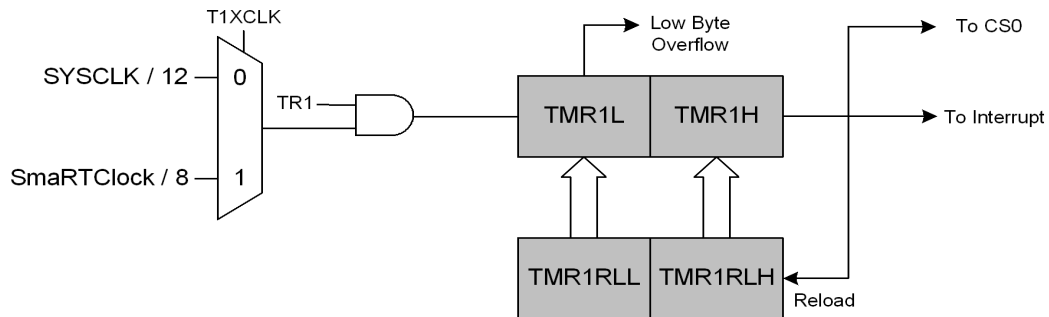 T1XCLK
SYSCLK / 12
0
SmaRTClock / 8
1
TR1
Low Byte
Overflow
To CS0
TMR1L
TMR1H
To Interrupt
TMR1RLL
TMR1RLH
Reload